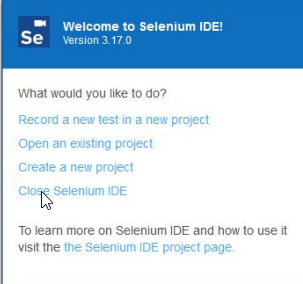 Se
Welcome to Selenium IDE!
Version 3.17.0
What would you like to do?
Record a new test in a new project
Open an existing project
Create a new project
Close Selenium IDE
To learn more on Selenium IDE and how to use it
visit the the Selenium IDE project page.